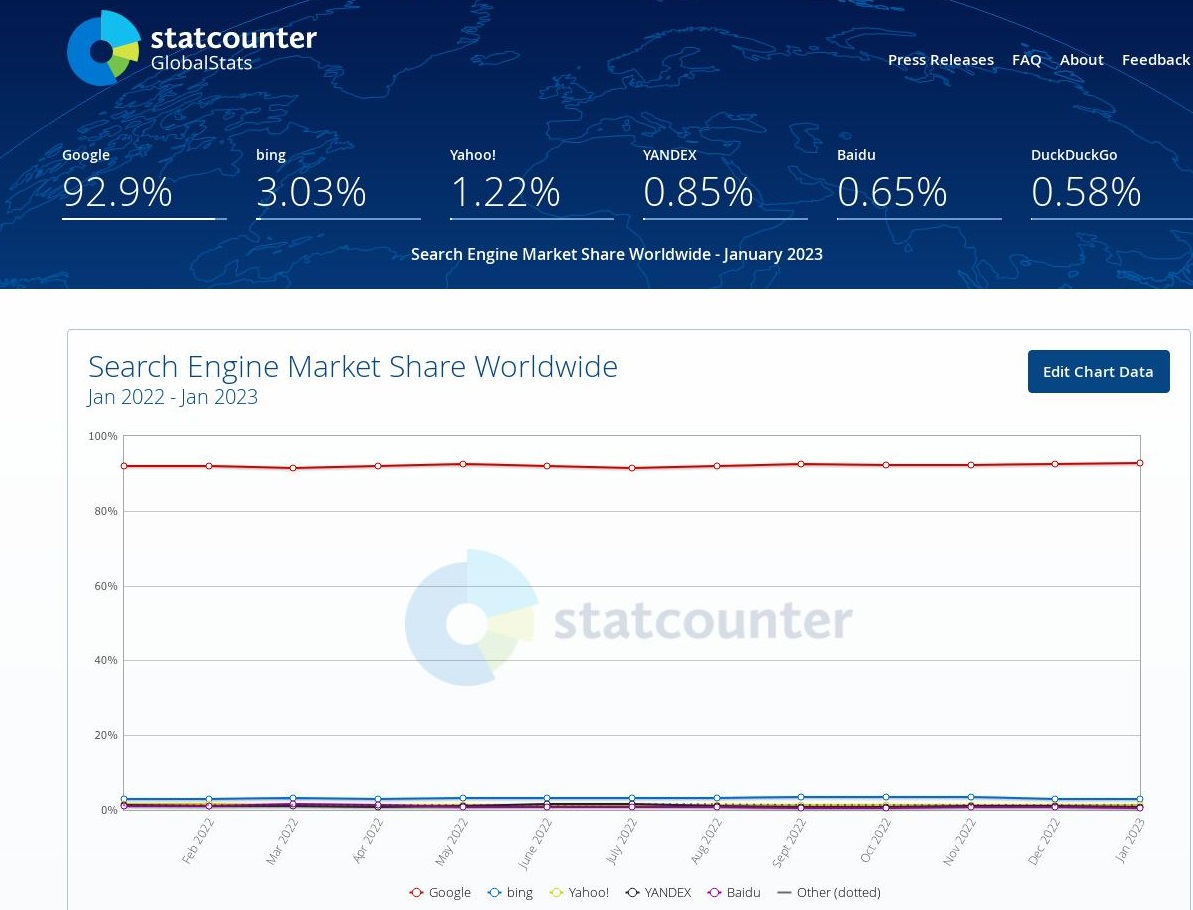 statcounter
GlobalStats
Press Releases FAQ About Feedback
Google bing Yahoo! YANDEX Baidu DuckDuckGo
92.9% 3.03% 1.22% 0.85% 0.65% 0.58%
Search Engine Market Share Worldwide - January 2023
Search Engine Market Share Worldwide
Jan 2022 - Jan 2023
Edit Chart Data
100%
80%
60%
statcounter
40%
20%
0%
Feb 2022 Mar 2022 Apr 2022 May 2022 June 2022 July 2022 Aug 2022 Sept 2022 Oct 2022 Nov 2022 Dec 2022 Jan 2023
Google bing Yahoo! YANDEX Baidu Other (dotted)